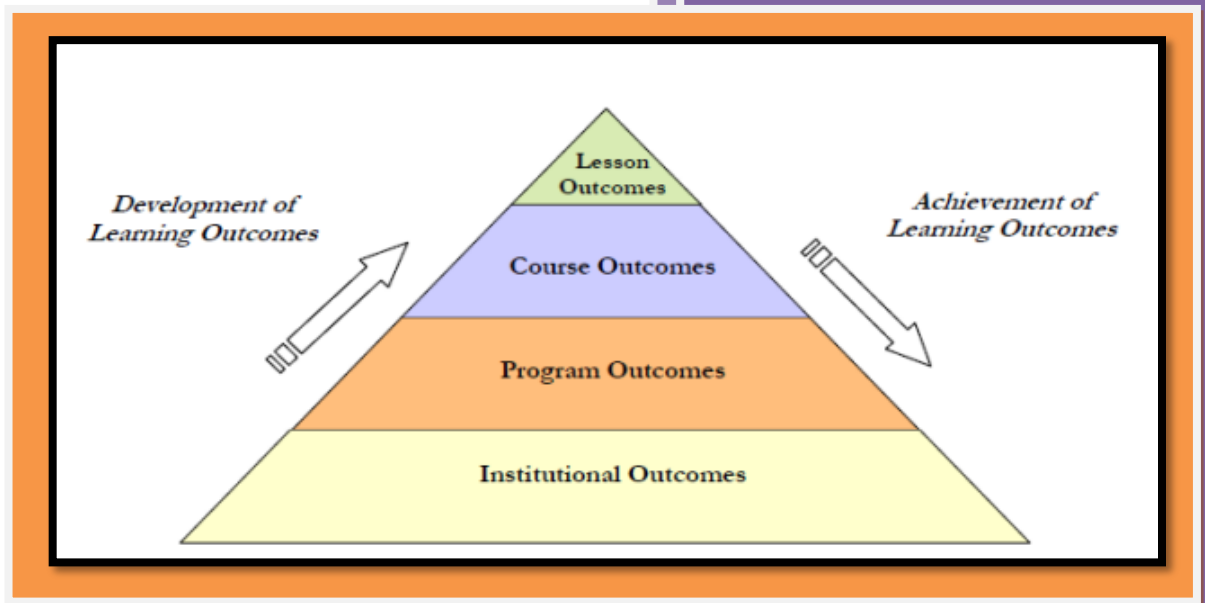 Lesson
Outcomes
Development of
Learning Outcomes
Achievement of
Learning Outcomes
Course Outcomes
Program Outcomes
Institutional Outcomes